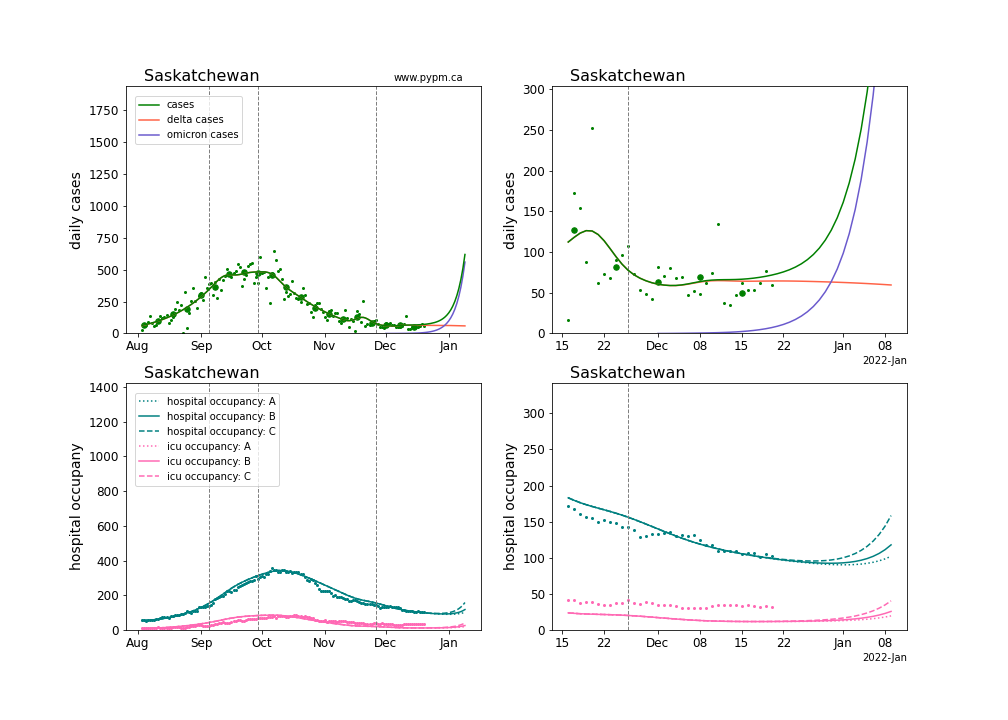 Saskatchewan
www.pypm.ca
daily cases
1750
1500
1250
1000
750
500
250
0
cases
delta cases
omicron cases
Aug Sep Oct Nov Dec Jan
Saskatchewan
daily cases
300
250
200
150
100
50
0
15 22 Dec 08 15 22 Jan 08
2022-Jan
Saskatchewan
hospital occupany
1400
1200
1000
800
600
400
200
0
hospital occupancy: A
hospital occupancy: B
hospital occupancy: C
icu occupancy: A
icu occupancy: B
icu occupancy: C
Aug Sep Oct Nov Dec Jan
Saskatchewan
hospital occupany
300
250
200
150
100
50
0
15 22 Dec 08 15 22 Jan 08
2022-Jan